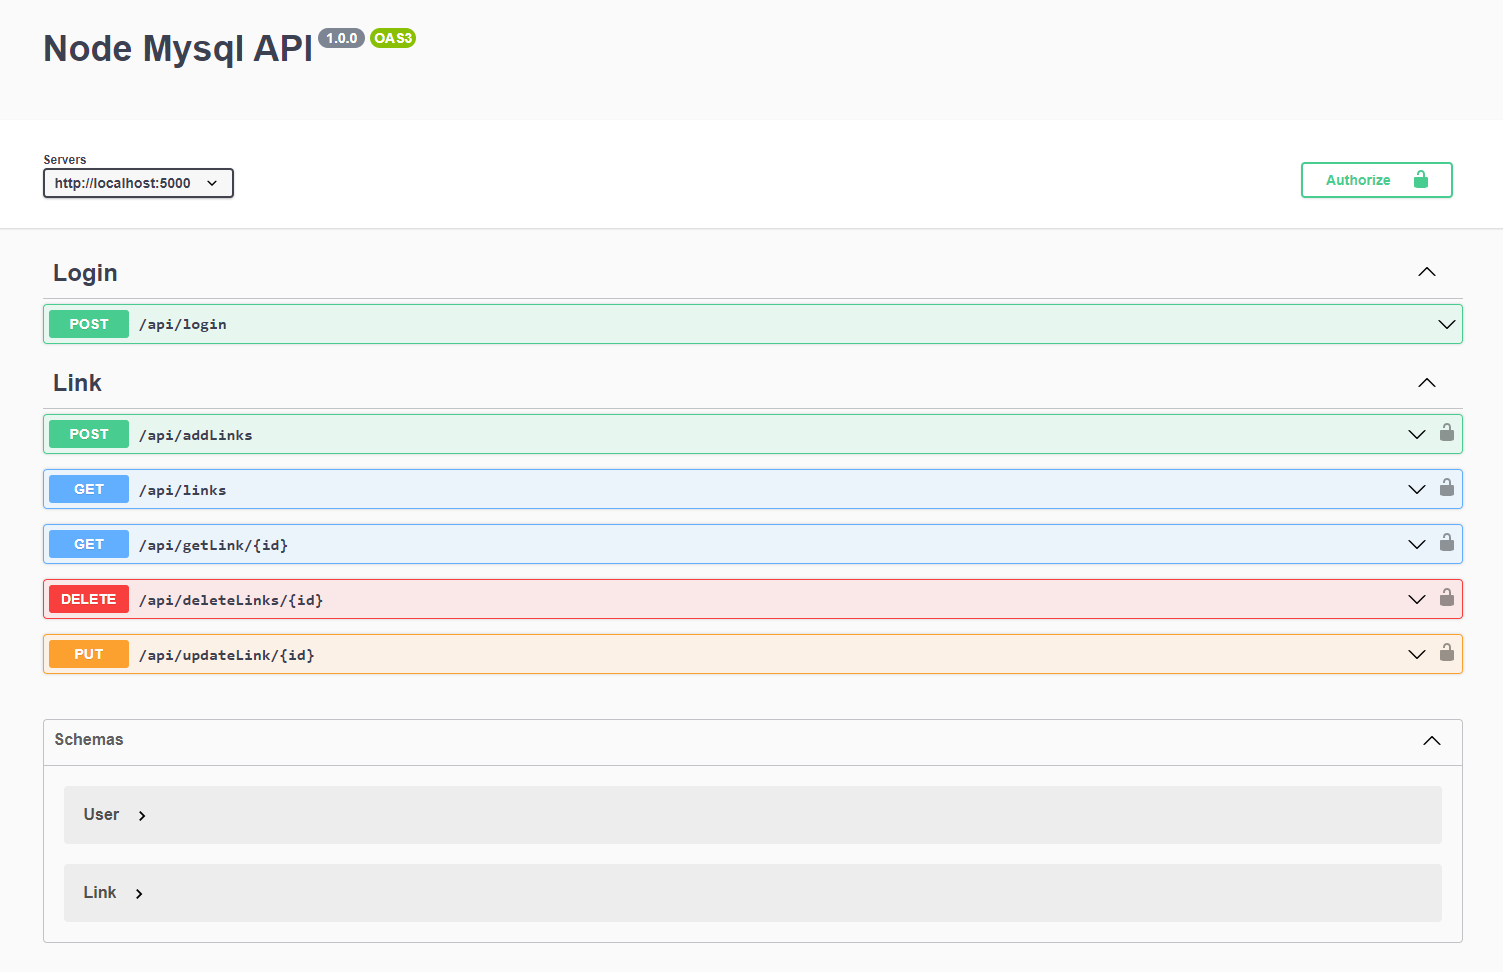 Node Mysql API 1.0.0 OAS3
Servers
http://localhost:5000
Authorize
Login
POST /api/login
Link
POST /api/addLinks
GET /api/links
GET /api/getLink/{id}
DELETE /api/deleteLinks/{id}
PUT /api/updateLink/{id}
Schemas
User
Link